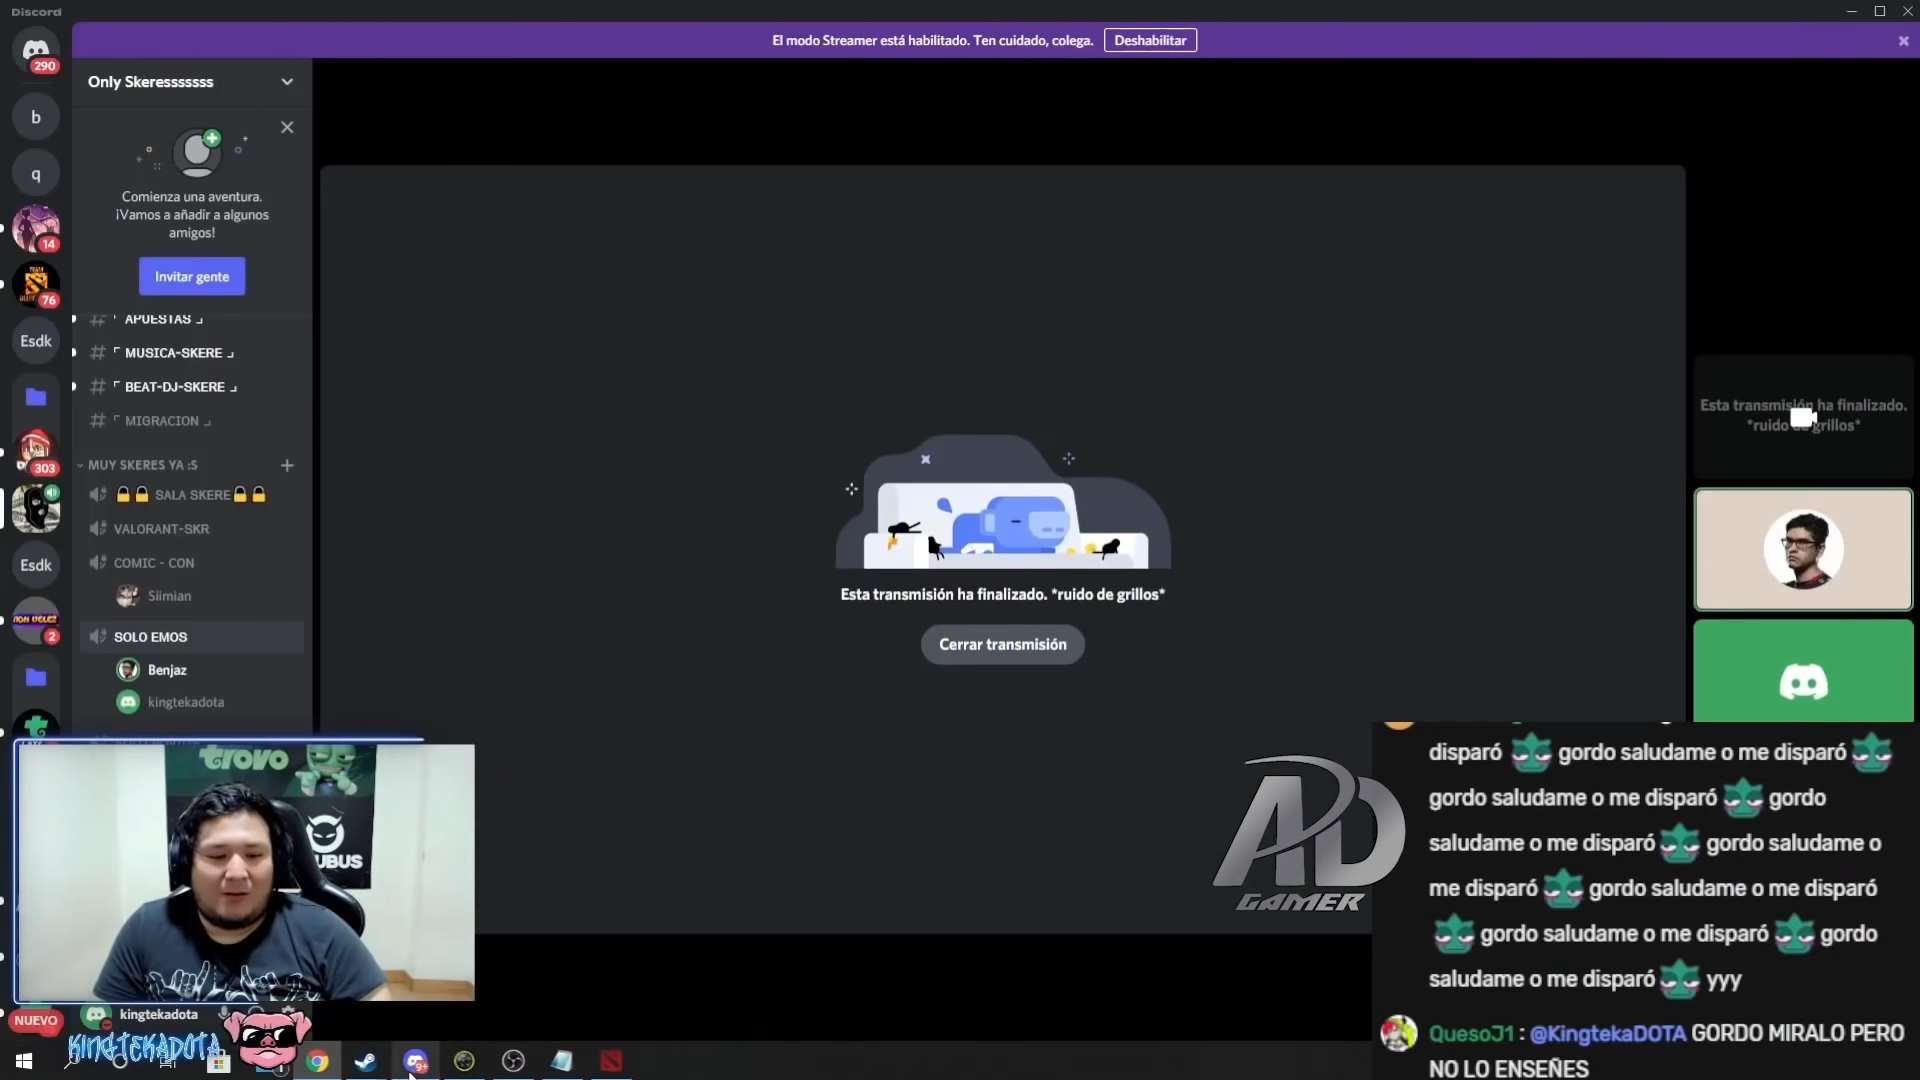 Discord
El modo Streamer está habilitado. Ten cuidado, colega.
Deshabilitar
290
Only Skeresssssss
b
q
Comienza una aventura.
¡Vamos a añadir a algunos
amigos!
14
Invitar gente
76
# 「 APUESTAS 」
Esdk
# 「 MUSICA-SKERE 」
# 「 BEAT-DJ-SKERE 」
# 「 MIGRACION 」
303
MUY SKERES YA :S
🔒🔒 SALA SKERE🔒🔒
VALORANT-SKR
COMIC - CON
Esdk
Siimian
SOLO EMOS
2
Benjaz
kingtekadota
Esta transmisión ha finalizado. *ruido de grillos*
Cerrar transmisión
Esta transmisión ha finalizado.
*ruido de grillos*
trovo
AD
GAMER
disparó gordo saludame o me disparó
gordo saludame o me disparó gordo
saludame o me disparó gordo saludame o
me disparó gordo saludame o me disparó
gordo saludame o me disparó gordo
saludame o me disparó yyy
QuesoJ1 : @KingtekaDOTA GORDO MIRALO PERO
NO LO ENSEÑES
NUEVO
kingtekadota
KINGTEKADOTA
9+